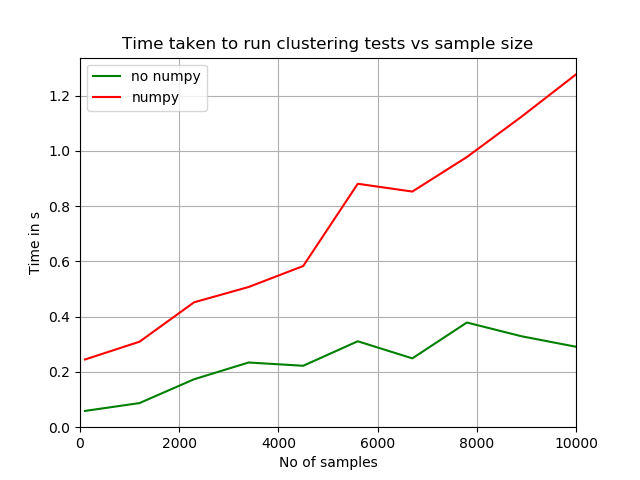 Time taken to run clustering tests vs sample size
no numpy
numpy
Time in s
1.2
1.0
0.8
0.6
0.4
0.2
0.0
0 2000 4000 6000 8000 10000
No of samples